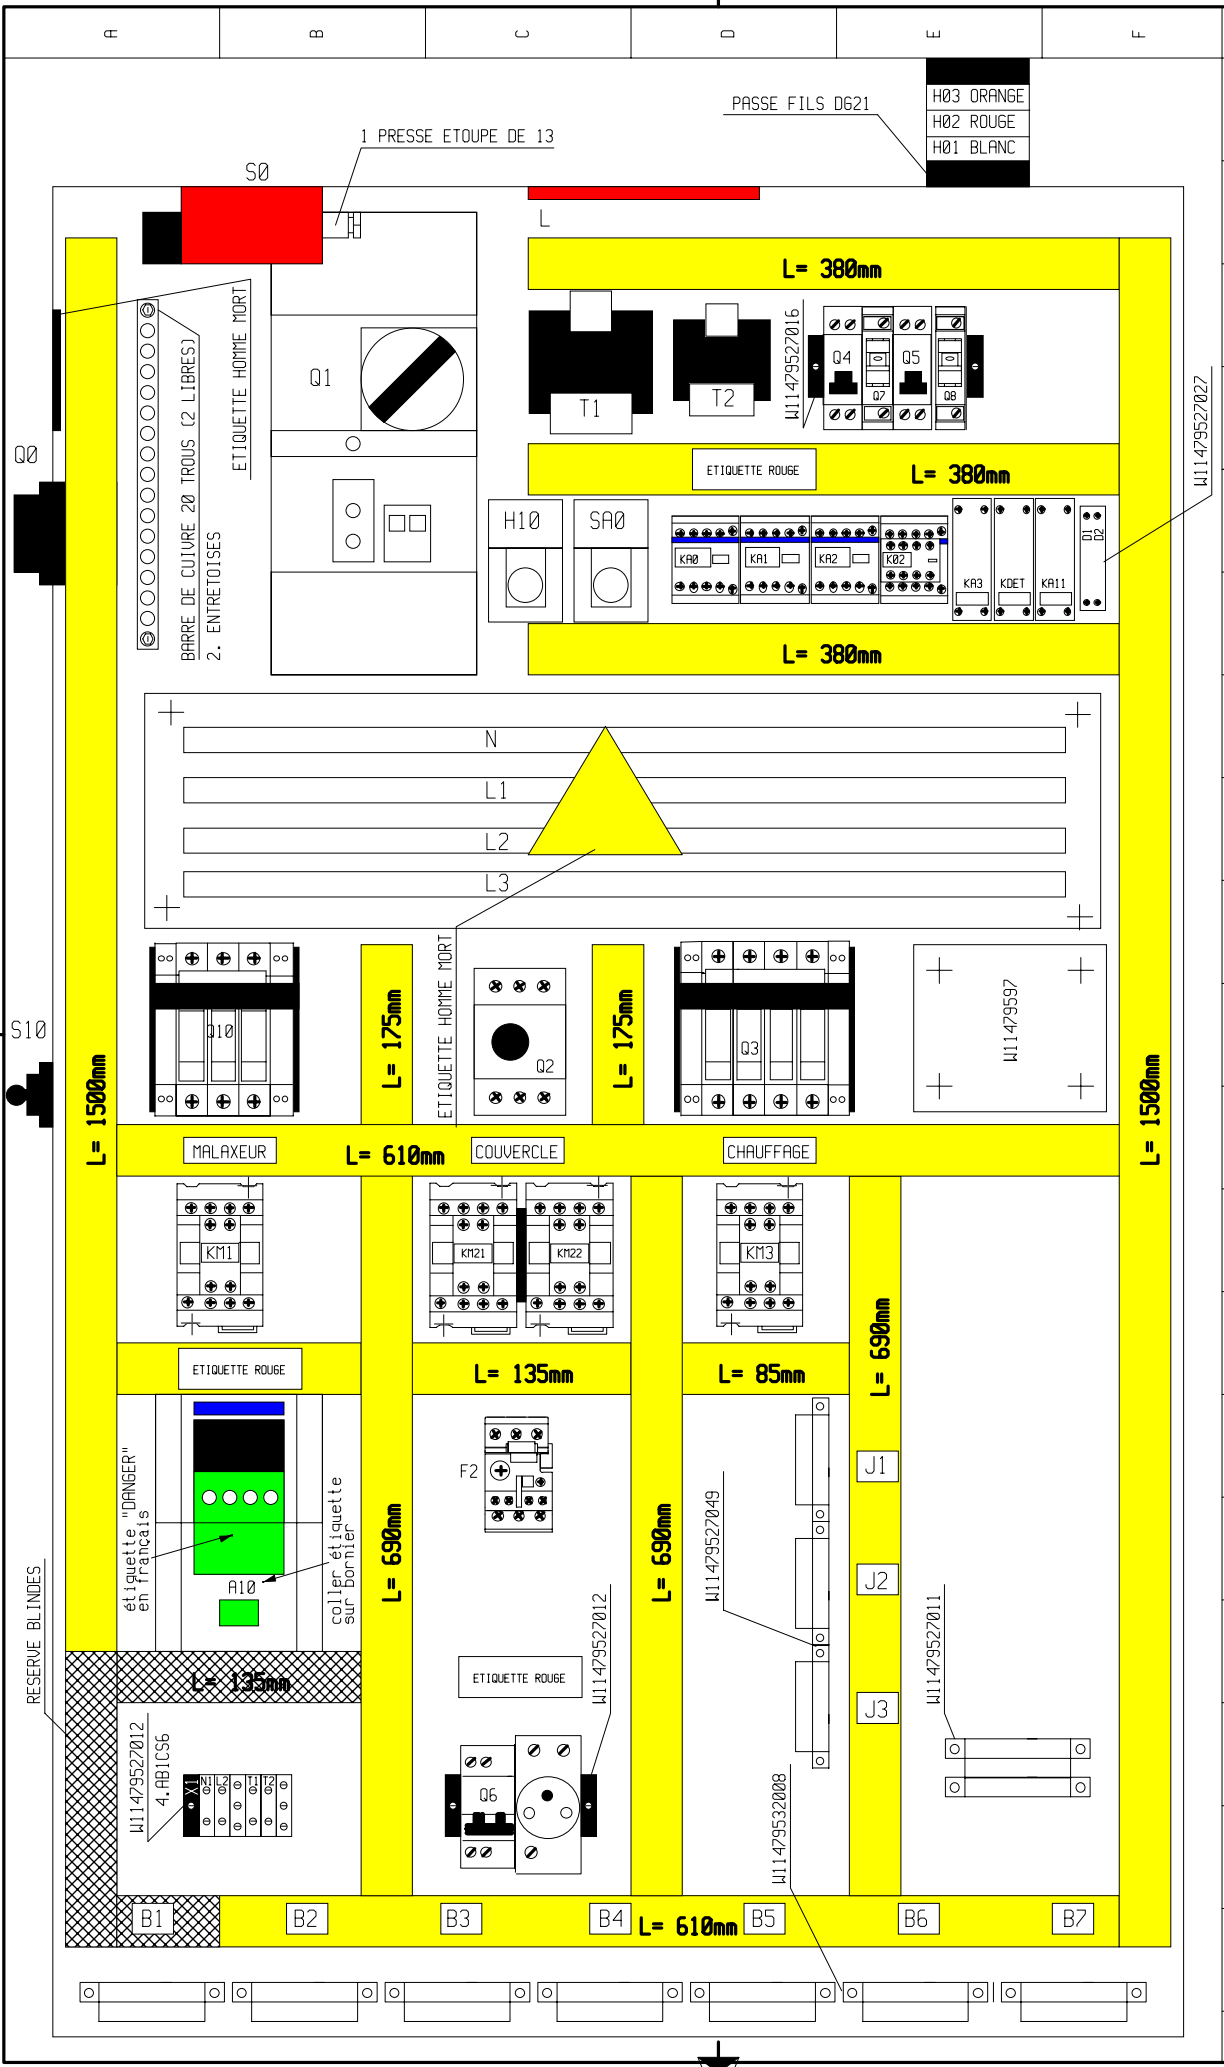 A
B
C
D
E
F
H03 ORANGE
H02 ROUGE
H01 BLANC
PASSE FILS DG21
1 PRESSE ETOUPE DE 13
S0
L
L= 380mm
ETIQUETTE HOMME MORT
BARRE DE CUIVRE 20 TROUS (2 LIBRES)
2. ENTRETOISES
Q1
T1
T2
W11479527016
Q4
Q7
Q5
Q8
W11479527027
Q0
ETIQUETTE ROUGE
L= 380mm
H10
SA0
KA0
KA1
KA2
K02
KA3
KDET
KA11
D1
D2
L= 380mm
N
L1
L2
L3
ETIQUETTE HOMME MORT
S10
Q10
L= 175mm
Q2
L= 175mm
Q3
W11479597
L= 1500mm
L= 1500mm
MALAXEUR
L= 610mm
COUVERCLE
CHAUFFAGE
KM1
KM21
KM22
KM3
L= 690mm
ETIQUETTE ROUGE
L= 135mm
L= 85mm
étiquette "DANGER"
en français
A10
coller étiquette
sur bornier
L= 690mm
F2
L= 690mm
W11479527049
J1
J2
J3
RESERVE BLINDES
L= 135mm
ETIQUETTE ROUGE
W11479527012
W11479527011
W11479527012
4.AB1CS6
X1
N1
L2
T1
T2
Q6
W11479532008
B1
B2
B3
B4
L= 610mm
B5
B6
B7